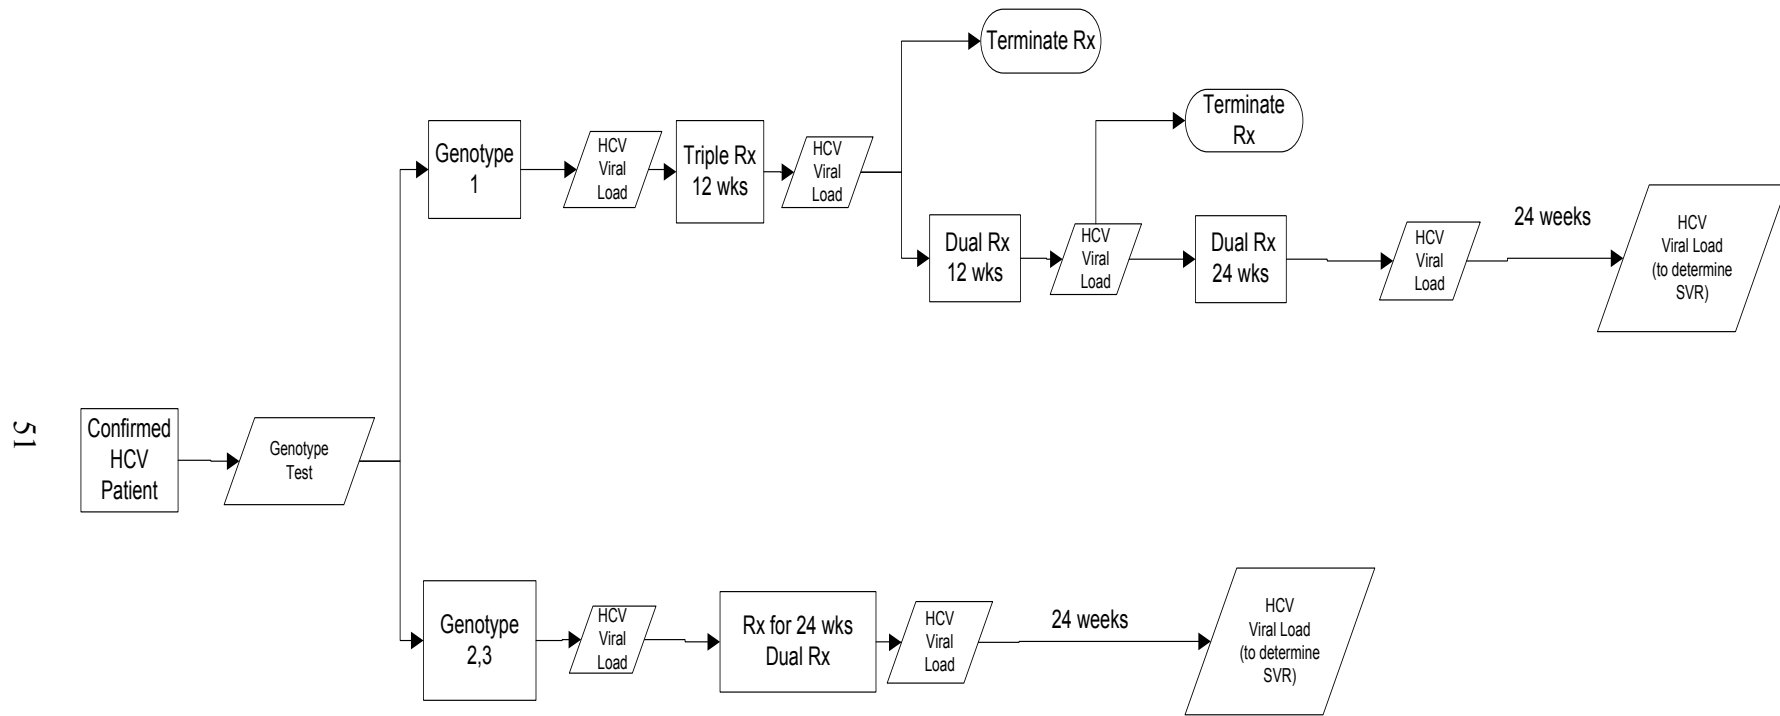 Terminate Rx
Terminate
Rx
Genotype
1
HCV
Viral
Load
Triple Rx
12 wks
HCV
Viral
Load
Dual Rx
12 wks
HCV
Viral
Load
Dual Rx
24 wks
HCV
Viral
Load
24 weeks
HCV
Viral Load
(to determine
SVR)
51
Confirmed
HCV
Patient
Genotype
Test
Genotype
2,3
HCV
Viral
Load
Rx for 24 wks
Dual Rx
HCV
Viral
Load
24 weeks
HCV
Viral Load
(to determine
SVR)